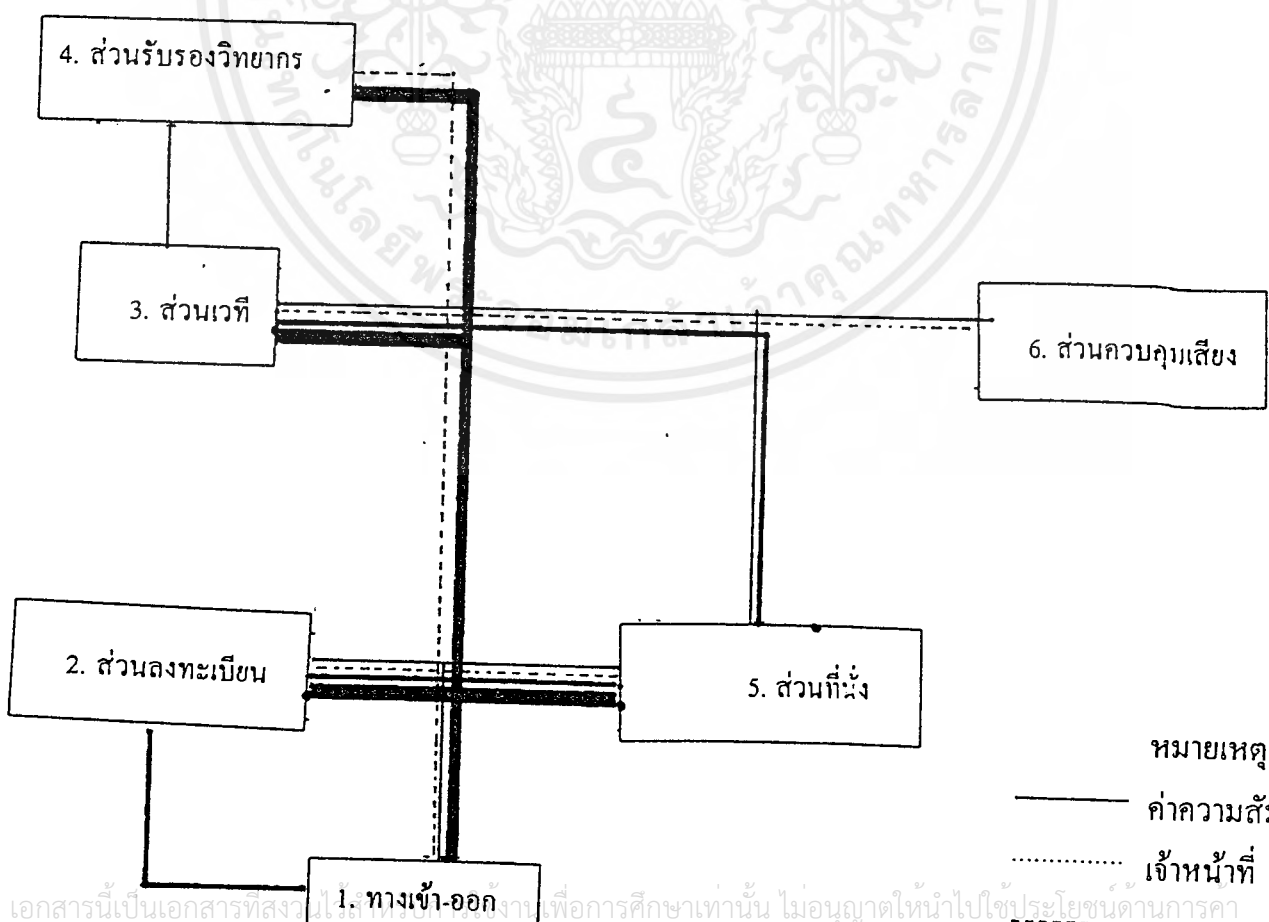 4. ส่วนรับรองวิทยากร
3. ส่วนเวที
6. ส่วนควบคุมเสียง
2. ส่วนลงทะเบียน
5. ส่วนที่นั่ง
หมายเหตุ
ค่าความสัม
เจ้าหน้าที่
1. ทางเข้า-ออก
เอกสารนี้เป็นเอกสารที่สงวนไว้สำหรับการใช้งานเพื่อการศึกษาเท่านั้น ไม่อนุญาตให้นำไปใช้ประโยชน์ด้านการค้า